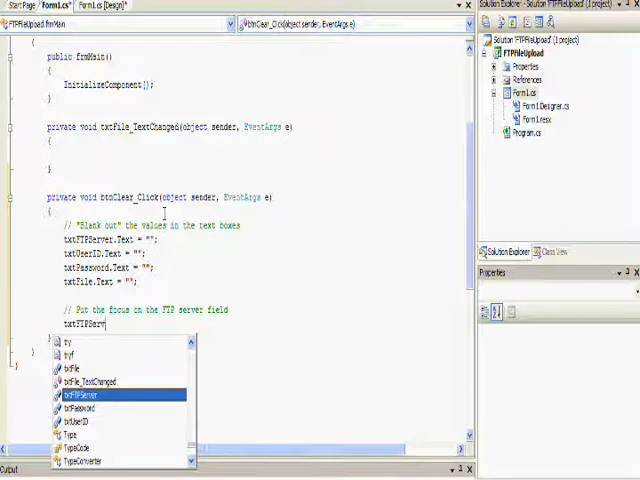 Start Page Form1.cs* Form1.cs [Design]*
FTPFileUpload.frmMain
btnClear_Click(object sender, EventArgs e)
{
public frmMain()
{
InitializeComponent();
}
private void txtFile_TextChanged(object sender, EventArgs e)
{
}
private void btnClear_Click(object sender, EventArgs e)
{
// "Blank out" the values in the text boxes
txtFTPServer.Text = "";
txtUserID.Text = "";
txtPassword.Text = "";
txtFile.Text = "";
// Put the focus on the FTP server field
txtFTPServ
}
}
}
try
tryf
txtFile
txtFile_TextChanged
txtFTPServer
txtPassword
txtUserID
Type
TypeCode
TypeConverter
Output
Solution Explorer - Solution 'FTPFileUpload' (1 project)
Solution 'FTPFileUpload' (1 project)
FTPFileUpload
Properties
References
Form1.cs
Form1.Designer.cs
Form1.resx
Program.cs
Solution Explorer Class View
Properties